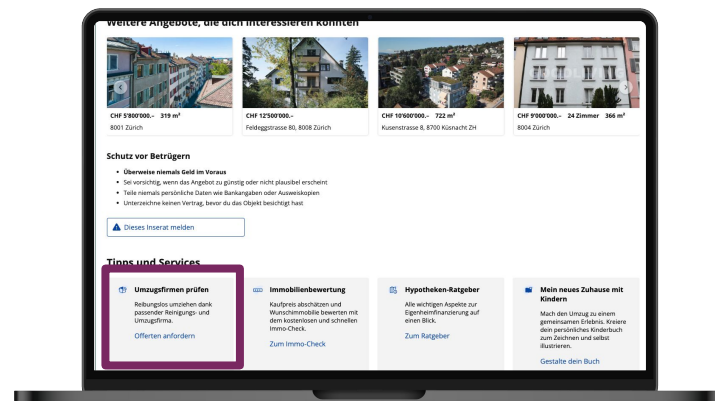 Weitere Angebote, die dich interessieren könnten
CHF 5'800'000.– 319 m²
8001 Zürich
CHF 12'500'000.–
Feldeggstrasse 80, 8008 Zürich
CHF 10'600'000.– 722 m²
Kusenstrasse 8, 8700 Küsnacht ZH
CHF 9'000'000.– 24 Zimmer 366 m²
8004 Zürich
Schutz vor Betrügern
• Überweise niemals Geld im Voraus
• Sei vorsichtig, wenn das Angebot zu günstig oder nicht plausibel erscheint
• Teile niemals persönliche Daten wie Bankangaben oder Ausweiskopien
• Unterzeichne keinen Vertrag, bevor du das Objekt besichtigt hast
Dieses Inserat melden
Tipps und Services
Umzugsfirmen prüfen
Reibungslos umziehen dank
passender Reinigungs- und
Umzugsfirma.
Offerten anfordern
Immobilienbewertung
Kaufpreis abschätzen und
Wunschimmobilie bewerten mit
dem kostenlosen und schnellen
Immo-Check.
Zum Immo-Check
Hypotheken-Ratgeber
Alle wichtigen Aspekte zur
Eigenheimfinanzierung auf
einen Blick.
Zum Ratgeber
Mein neues Zuhause mit
Kindern
Mach den Umzug zu einem
gemeinsamen Erlebnis. Kreiere
dein persönliches Kinderbuch
zum Zeichnen und selbst
illustrieren.
Gestalte dein Buch